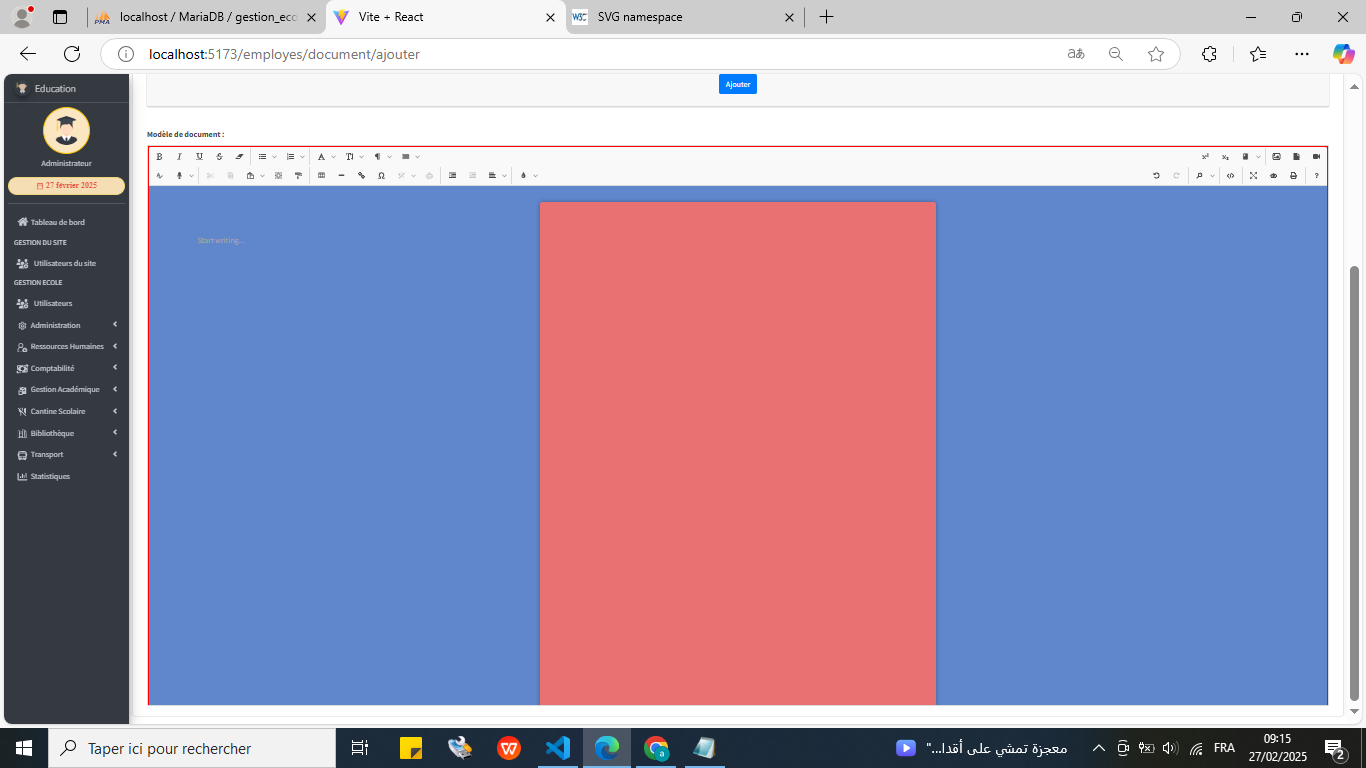 localhost / MariaDB / gestion_eco
Vite + React
SVG namespace
localhost:5173/employes/document/ajouter
Education
Administrateur
27 février 2025
Tableau de bord
GESTION DU SITE
Utilisateurs du site
GESTION ECOLE
Utilisateurs
Administration
Ressources Humaines
Comptabilité
Gestion Académique
Cantine Scolaire
Bibliothèque
Transport
Statistiques
Ajouter
Modèle de document :
Start writing...
Taper ici pour rechercher
معجزة تمشي على أقدا..."
FRA
09:15
27/02/2025
2